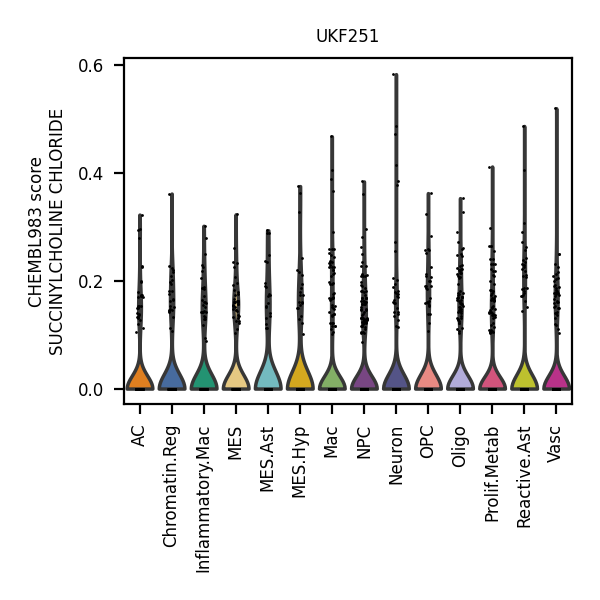 UKF251
CHEMBL983 score
SUCCINYLCHOLINE CHLORIDE
0.6
0.4
0.2
0.0
AC
Chromatin.Reg
Inflammatory.Mac
MES
MES.Ast
MES.Hyp
Mac
NPC
Neuron
OPC
Oligo
Prolif.Metab
Reactive.Ast
Vasc